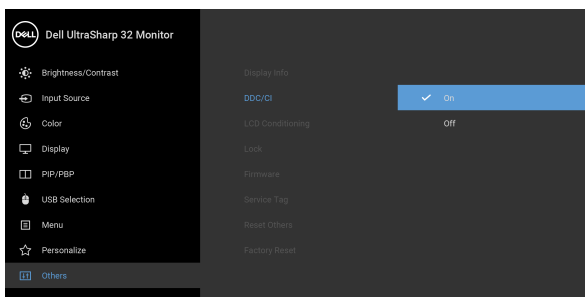 DELL Dell UltraSharp 32 Monitor
Brightness/Contrast
Input Source
Color
Display
PIP/PBP
USB Selection
Menu
Personalize
Others
Display Info
DDC/CI
LCD Conditioning
Lock
Firmware
Service Tag
Reset Others
Factory Reset
On
Off